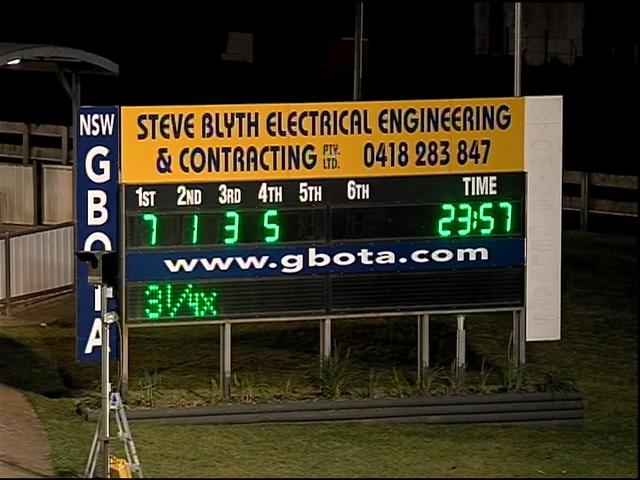 NSW
GBOTA
STEVE BLYTH ELECTRICAL ENGINEERING
& CONTRACTING PTY. LTD. 0418 283 847
1ST 2ND 3RD 4TH 5TH 6TH TIME
7 1 3 5 23:57
www.gbota.com
31/4x